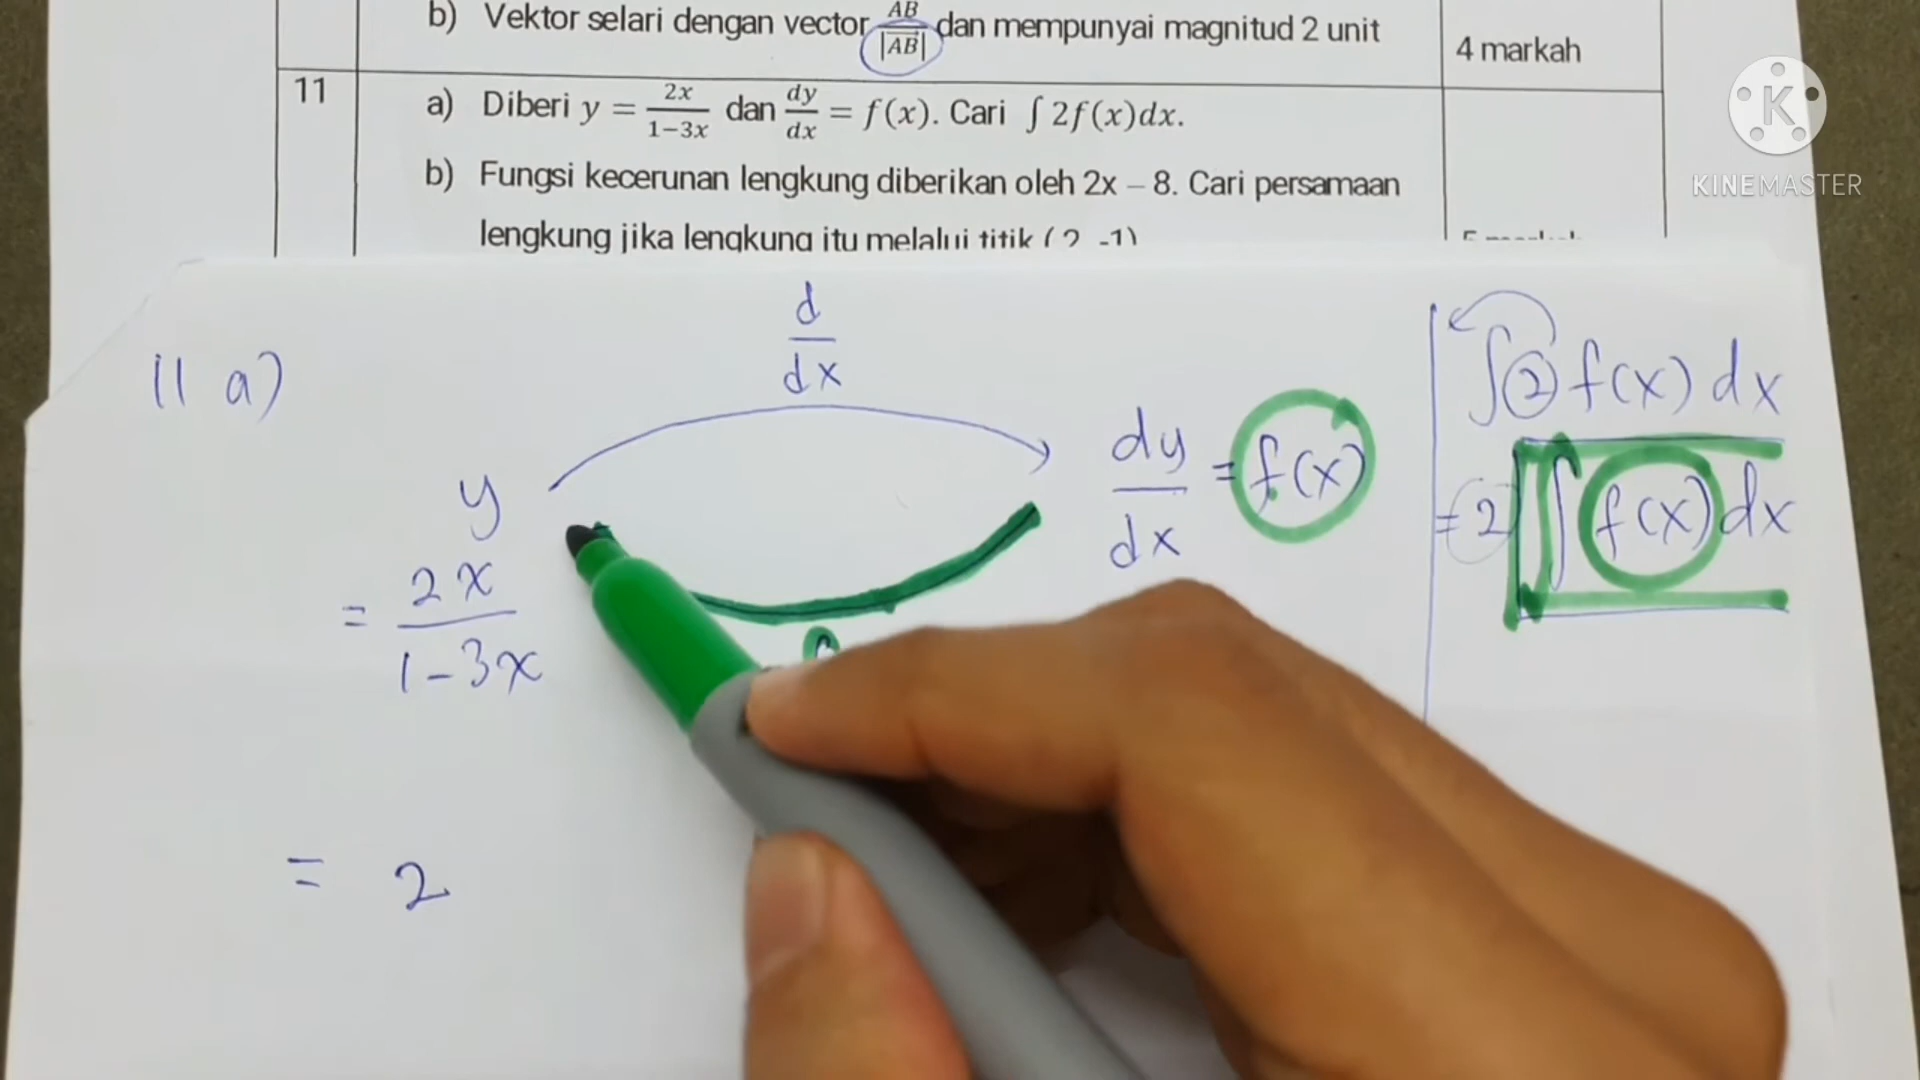 b) Vektor selari dengan vector AB/|AB| dan mempunyai magnitud 2 unit
4 markah
11
a) Diberi y = 2x/1−3x dan dy/dx = f(x). Cari ∫ 2f(x)dx.
b) Fungsi kecerunan lengkung diberikan oleh 2x – 8. Cari persamaan
lengkung jika lengkung itu melalui titik ( 2 -1)
KINEMASTER
11 a)
d/dx
y
= 2x/1-3x
dy/dx = f(x)
∫ 2 f(x) dx
= 2 ∫ f(x) dx
= 2